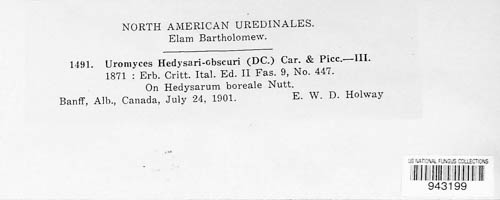 NORTH AMERICAN UREDINALES.
Elam Bartholomew.
1491. Uromyces Hedysari-obscuri (DC.) Car. & Picc.—III.
1871 : Erb. Critt. Ital. Ed. II Fas. 9, No. 447.
On Hedysarum boreale Nutt.
Banff, Alb., Canada, July 24, 1901. E. W. D. Holway
US NATIONAL FUNGUS COLLECTIONS
943199